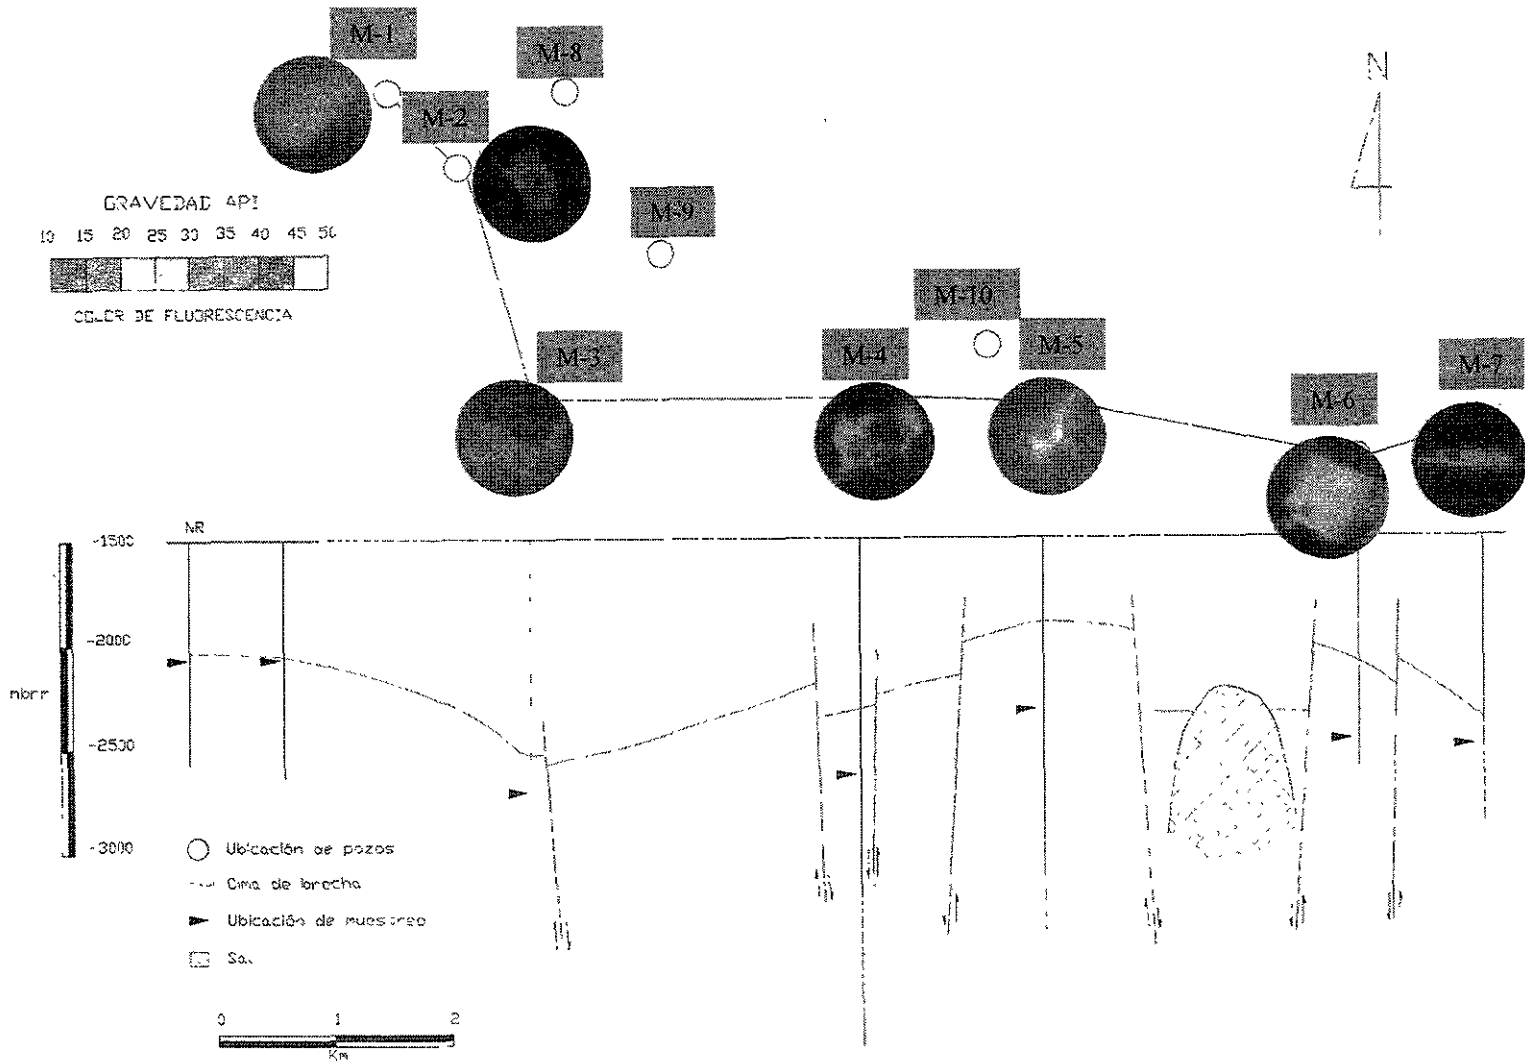 M-1
M-8
N
M-2
GRAVEDAD API
M-9
10 15 20 25 30 35 40 45
M-10
COLOR DE FLUORESCENCIA
M-3
M-4
M-5
M-7
M-6
NR
-1500
-2000
mbrr
-2500
-3000
Ubicación de pozos
Cima de brecha
Ubicación de muestreo
0 1 2
Km